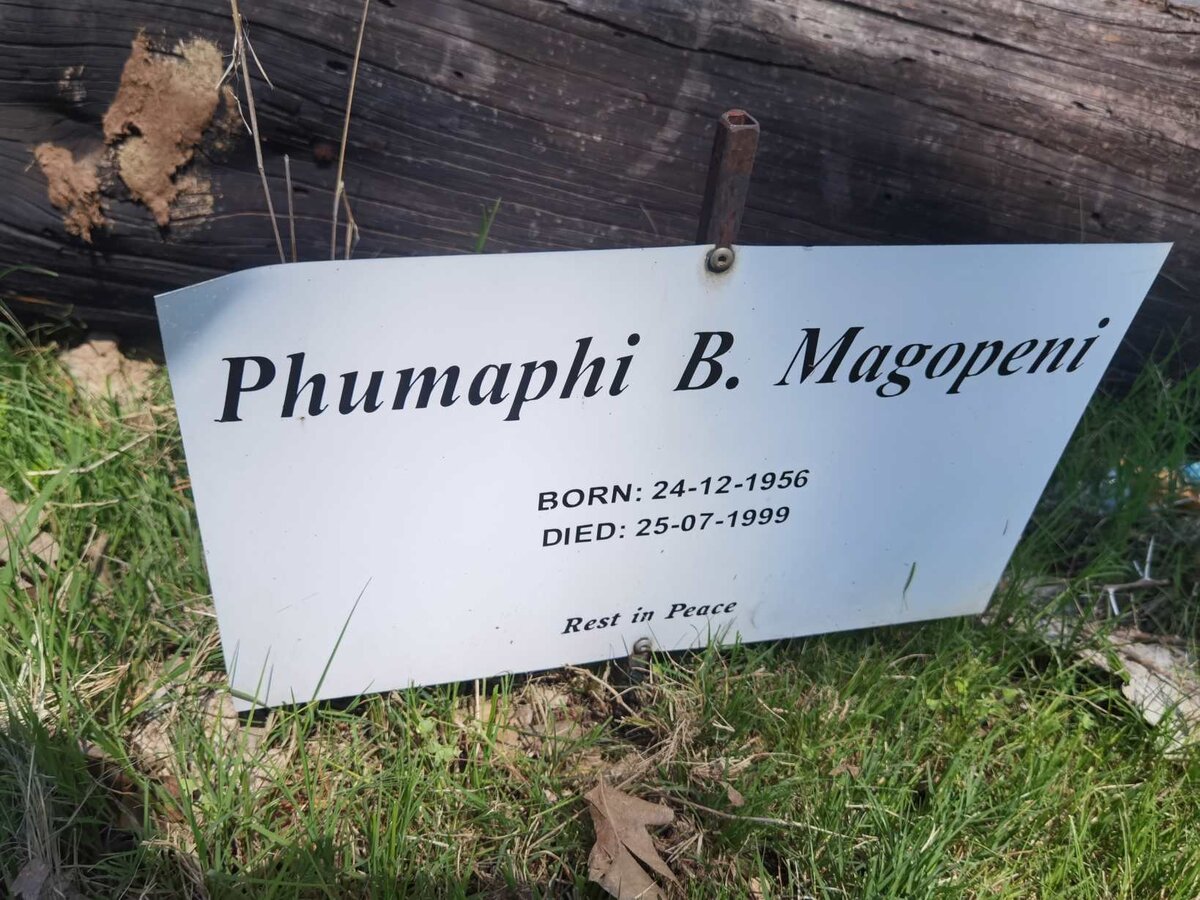 Phumaphi B. Magopeni
BORN: 24-12-1956
DIED: 25-07-1999
Rest in Peace